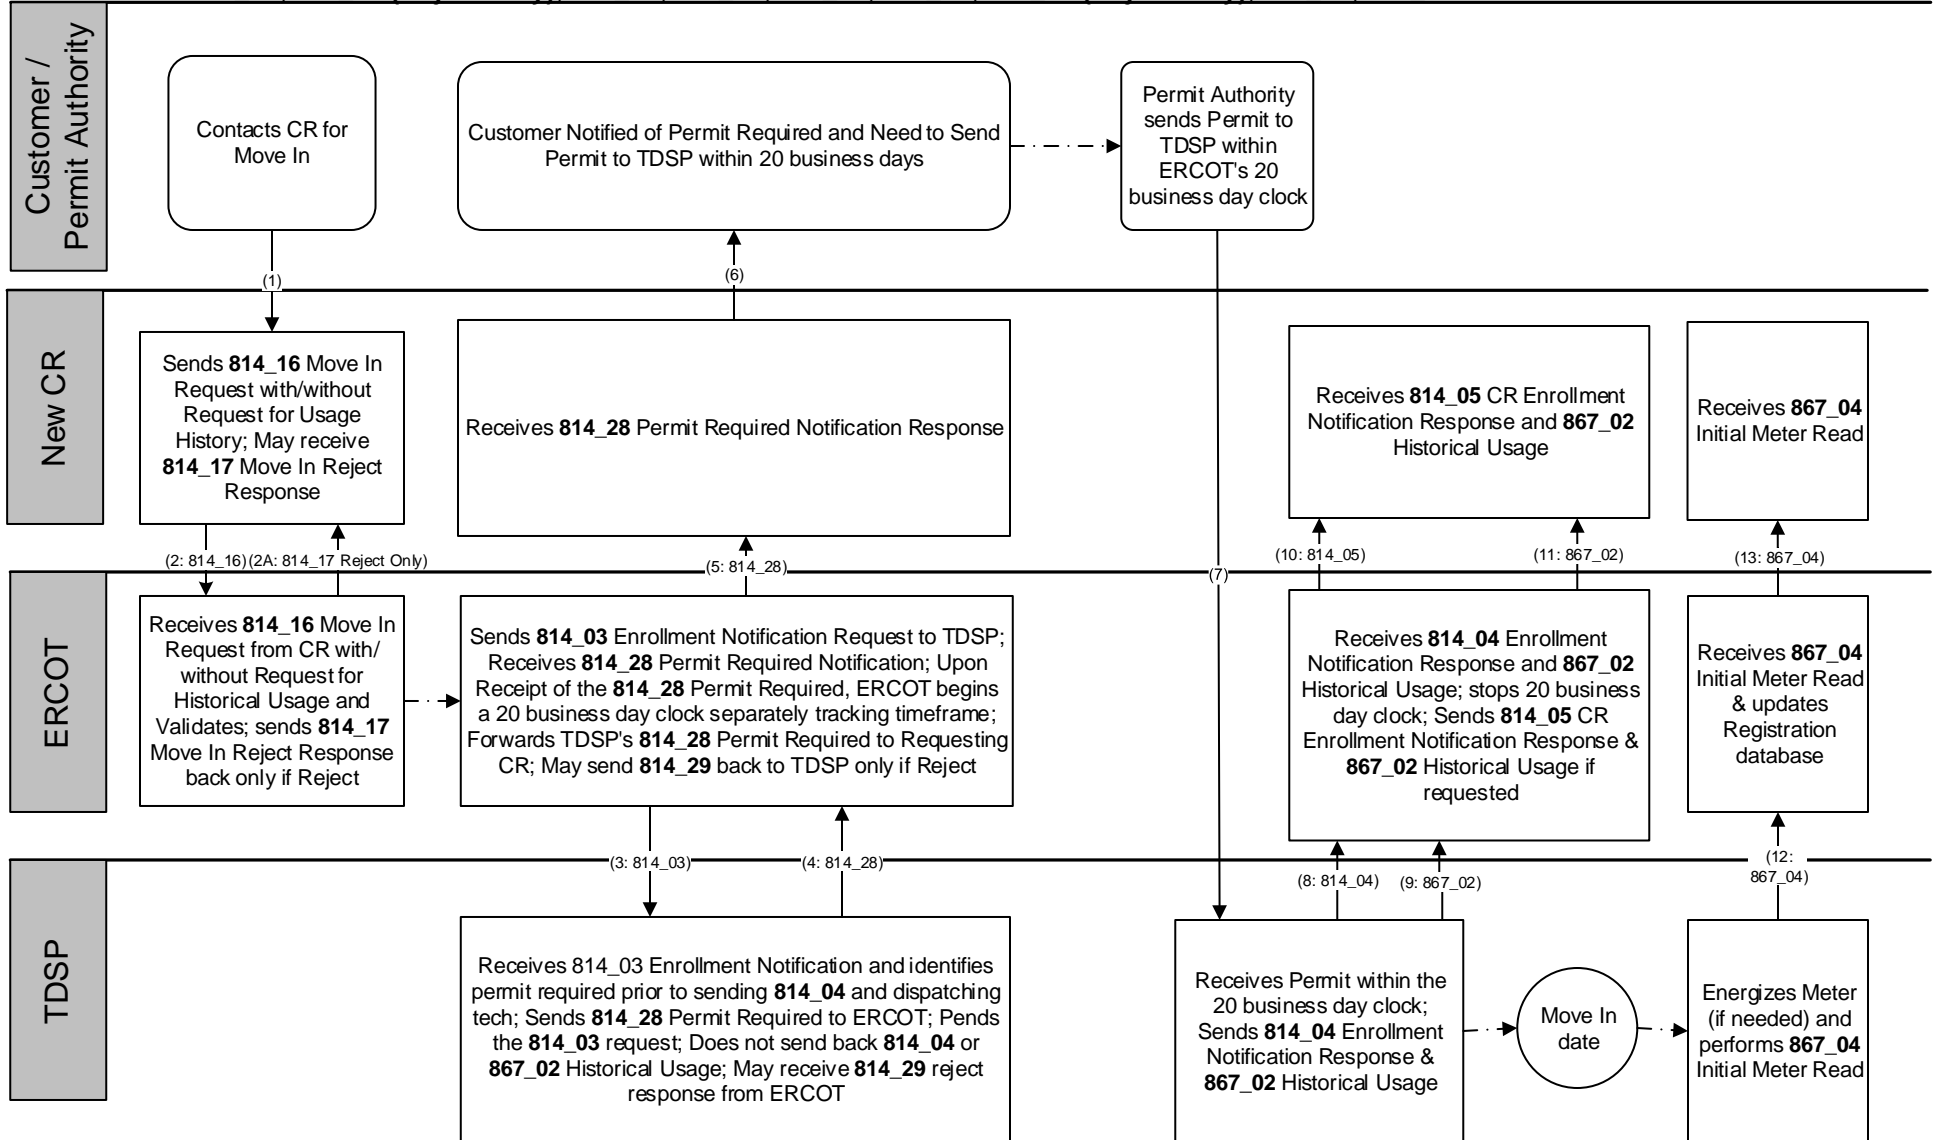 Customer /
Permit Authority
Contacts CR for
Move In
Customer Notified of Permit Required and Need to Send
Permit to TDSP within 20 business days
Permit Authority
sends Permit to
TDSP within
ERCOT's 20
business day clock
(1)
(6)
New CR
Sends 814_16 Move In
Request with/without
Request for Usage
History; May receive
814_17 Move In Reject
Response
Receives 814_28 Permit Required Notification Response
Receives 814_05 CR Enrollment
Notification Response and 867_02
Historical Usage
Receives 867_04
Initial Meter Read
(2: 814_16)
(2A: 814_17 Reject Only)
(5: 814_28)
(7)
(10: 814_05)
(11: 867_02)
(13: 867_04)
ERCOT
Receives 814_16 Move In
Request from CR with/
without Request for
Historical Usage and
Validates; sends 814_17
Move In Reject Response
back only if Reject
Sends 814_03 Enrollment Notification Request to TDSP;
Receives 814_28 Permit Required Notification; Upon
Receipt of the 814_28 Permit Required, ERCOT begins
a 20 business day clock separately tracking timeframe;
Forwards TDSP's 814_28 Permit Required to Requesting
CR; May send 814_29 back to TDSP only if Reject
Receives 814_04 Enrollment
Notification Response and 867_02
Historical Usage; stops 20 business
day clock; Sends 814_05 CR
Enrollment Notification Response &
867_02 Historical Usage if
requested
Receives 867_04
Initial Meter Read
& updates
Registration
database
(3: 814_03)
(4: 814_28)
(8: 814_04)
(9: 867_02)
(12:
867_04)
TDSP
Receives 814_03 Enrollment Notification and identifies
permit required prior to sending 814_04 and dispatching
tech; Sends 814_28 Permit Required to ERCOT; Pends
the 814_03 request; Does not send back 814_04 or
867_02 Historical Usage; May receive 814_29 reject
response from ERCOT
Receives Permit within the
20 business day clock;
Sends 814_04 Enrollment
Notification Response &
867_02 Historical Usage
Move In
date
Energizes Meter
(if needed) and
performs 867_04
Initial Meter Read